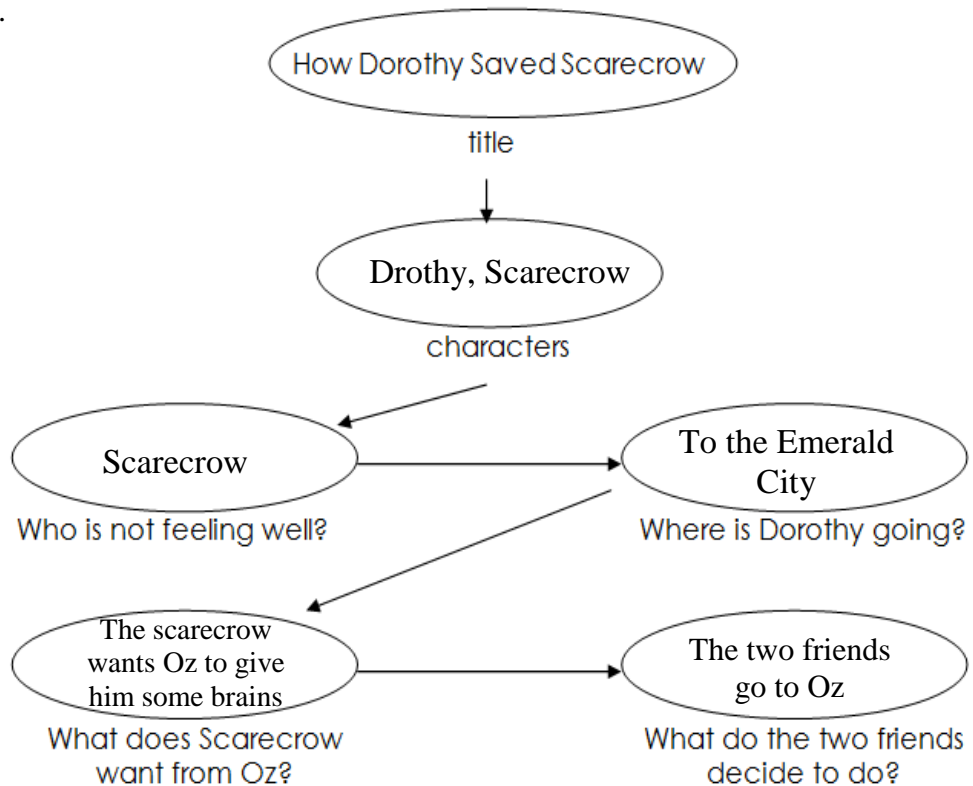 .
How Dorothy Saved Scarecrow
title
Drothy, Scarecrow
characters
Scarecrow
Who is not feeling well?
To the Emerald
City
Where is Dorothy going?
The scarecrow
wants Oz to give
him some brains
What does Scarecrow
want from Oz?
The two friends
go to Oz
What do the two friends
decide to do?